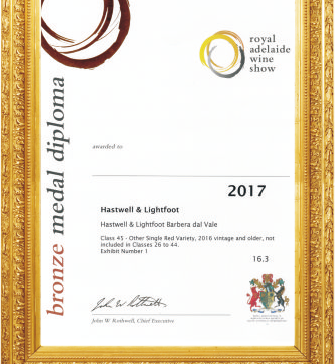 royal
adelaide
wine
show
bronze medal diploma
awarded to
2017
Hastwell & Lightfoot
Hastwell & Lightfoot Barbera dal Vale
Class 45 - Other Single Red Variety, 2016 vintage and older:, not
included in Classes 26 to 44.
Exhibit Number 1
16.3
John W Rothwell, Chief Executive